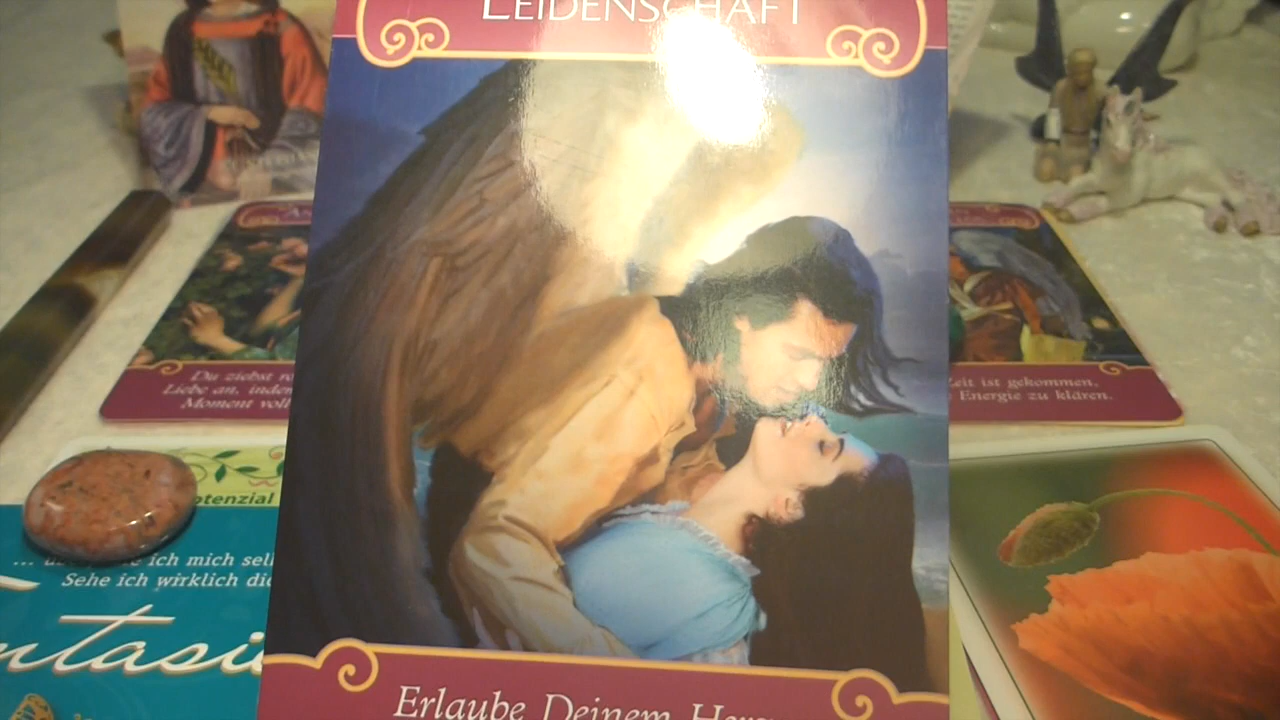 LEIDENSCHAFT
Du ziehst
Liebe an, inde
Moment voll
Zeit ist gekommen,
Energie zu klären.
otenzial
ich mich sel
Sehe ich wirklich di
ntasi
Erlaube Deinem Herz